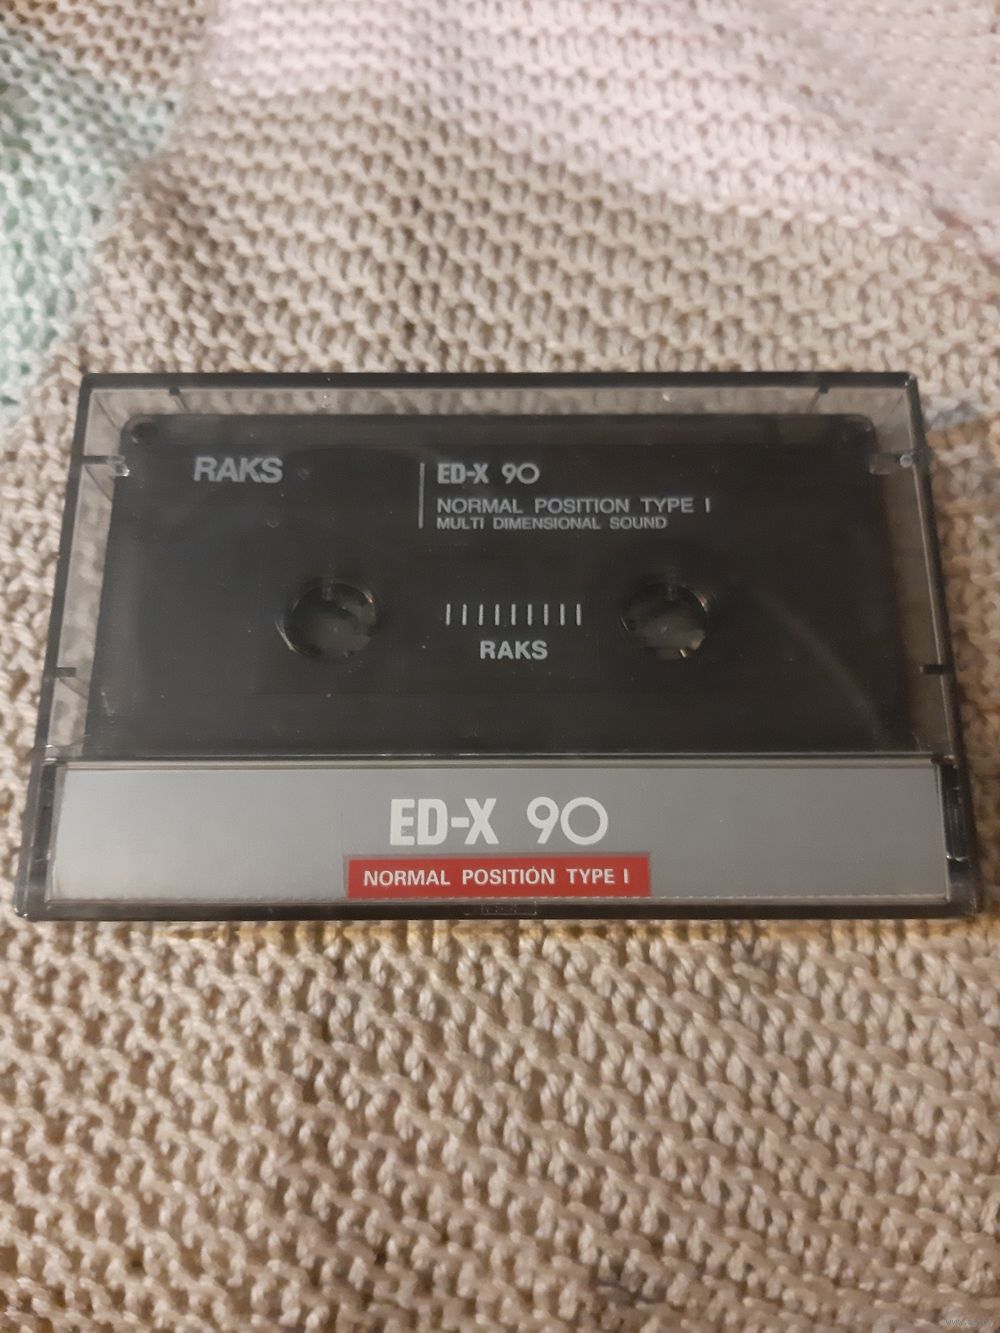 RAKS
ED-X 90
NORMAL POSITION TYPE I
MULTI DIMENSIONAL SOUND
RAKS
ED-X 90
NORMAL POSITION TYPE I